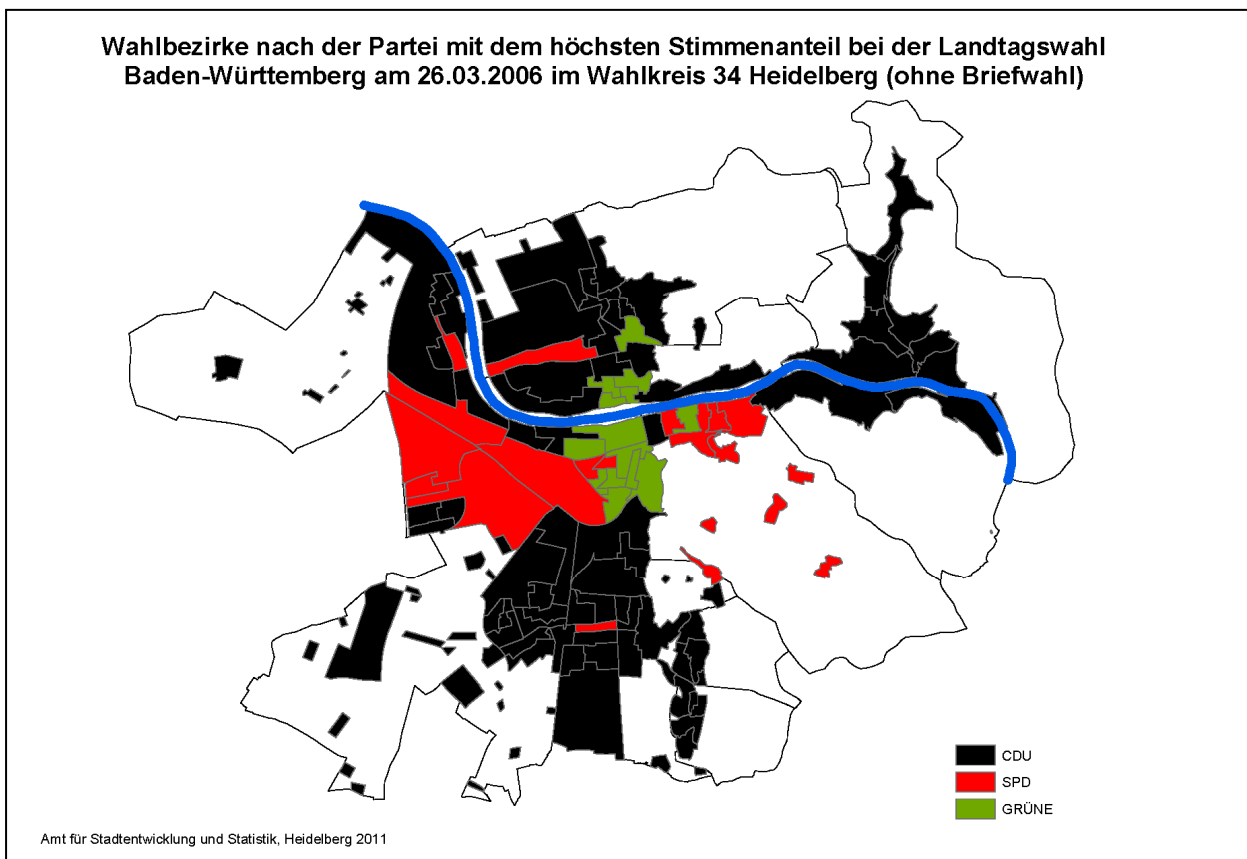 Wahlbezirke nach der Partei mit dem höchsten Stimmenanteil bei der Landtagswahl
Baden-Württemberg am 26.03.2006 im Wahlkreis 34 Heidelberg (ohne Briefwahl)
CDU
SPD
GRÜNE
Amt für Stadtentwicklung und Statistik, Heidelberg 2011